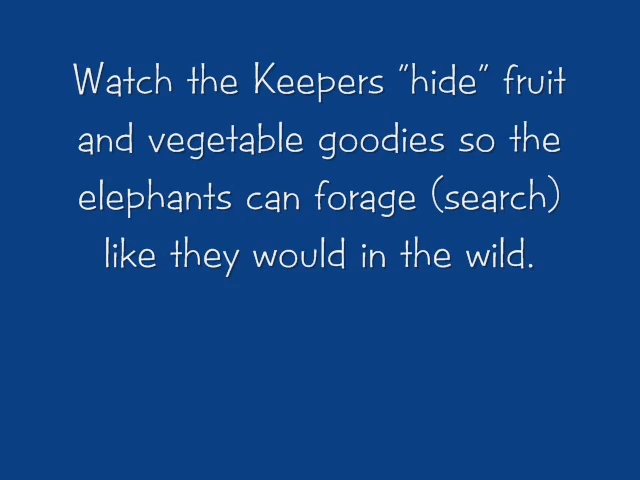 Watch the Keepers "hide" fruit
and vegetable goodies so the
elephants can forage (search)
like they would in the wild.